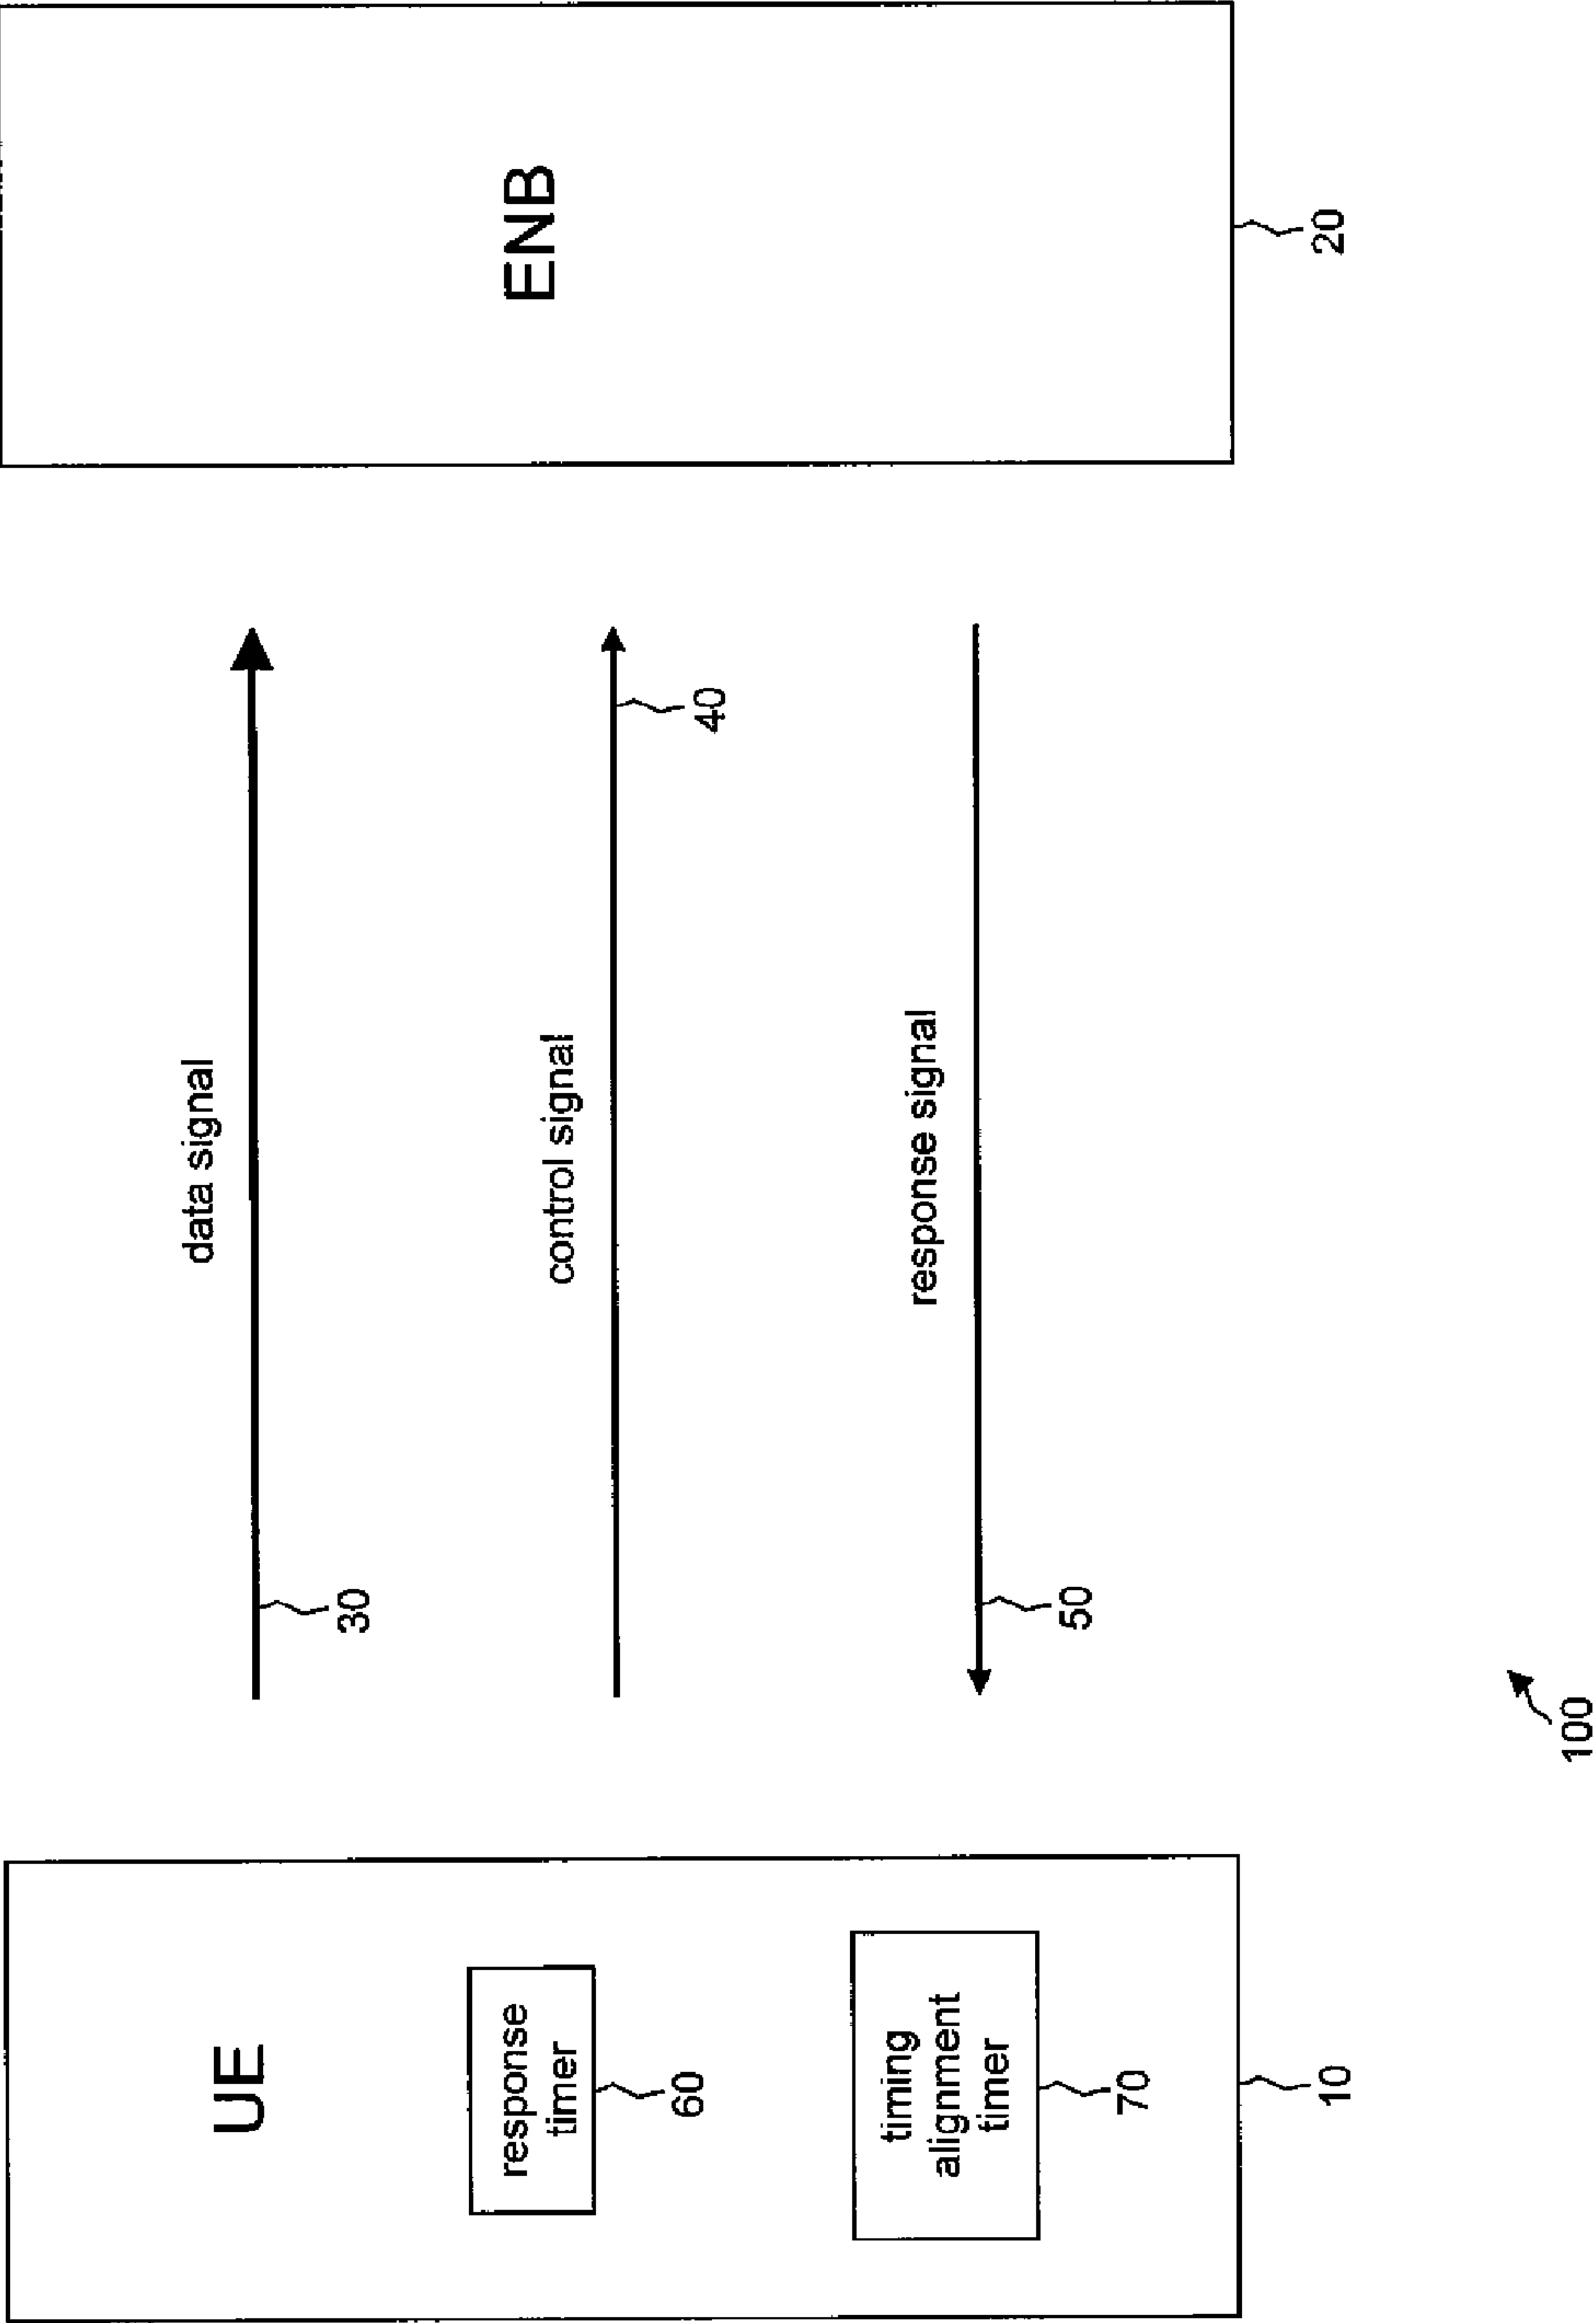 UE
response
timer
60
timing
alignment
timer
70
10
data signal
30
control signal
40
response signal
50
ENB
20
100